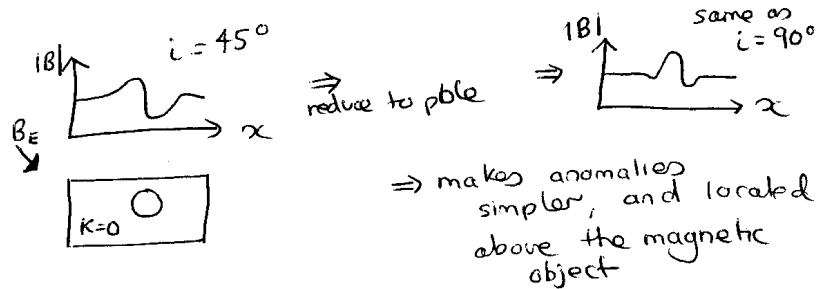 i = 45°
|B|
x
B_E
K=0
⇒
reduce to pole
⇒
same as
i = 90°
|B|
x
⇒ makes anomalies
simpler, and located
above the magnetic
object